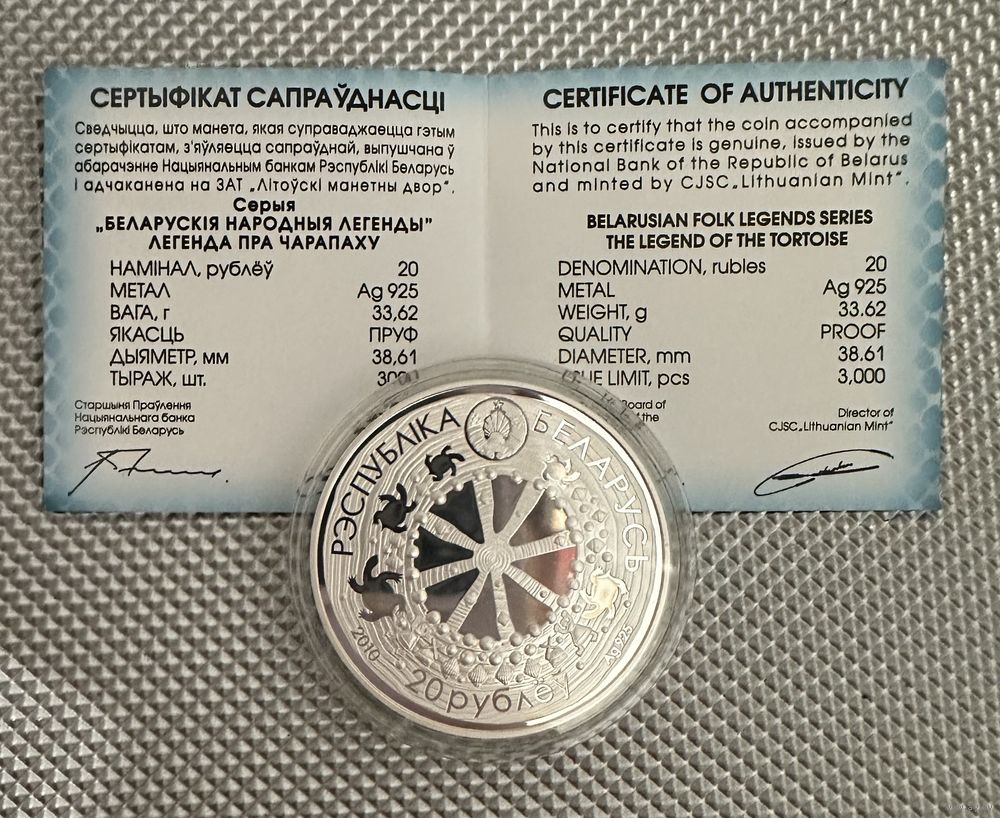 СЕРТЫФІКАТ САПРАЎДНАСЦІ
Сведчыцца, што манета, якая суправаджаецца гэтым
сертыфікатам, з'яўляецца сапраўднай, выпушчана ў
абарачэнне Нацыянальным банкам Рэспублікі Беларусь
і адчаканена на ЗАТ „Літоўскі манетны двор".
Серыя
„БЕЛАРУСКІЯ НАРОДНЫЯ ЛЕГЕНДЫ"
ЛЕГЕНДА ПРА ЧАРАПАХУ
НАМІНАЛ, рублёў 20
МЕТАЛ Ag 925
ВАГА, г 33,62
ЯКАСЦЬ ПРУФ
ДЫЯМЕТР, мм 38,61
ТЫРАЖ, шт. 3000
Старшыня Праўлення
Нацыянальнага банка
Рэспублікі Беларусь
CERTIFICATE OF AUTHENTICITY
This is to certify that the coin accompanied
by this certificate is genuine, issued by the
National Bank of the Republic of Belarus
and minted by CJSC „Lithuanian Mint".
BELARUSIAN FOLK LEGENDS SERIES
THE LEGEND OF THE TORTOISE
DENOMINATION, rubles 20
METAL Ag 925
WEIGHT, g 33.62
QUALITY PROOF
DIAMETER, mm 38.61
LIMIT, pcs 3,000
Board of
the
Director of
CJSC „Lithuanian Mint"
РЭСПУБЛІКА БЕЛАРУСЬ
2010
20 рублёў
Ag 925